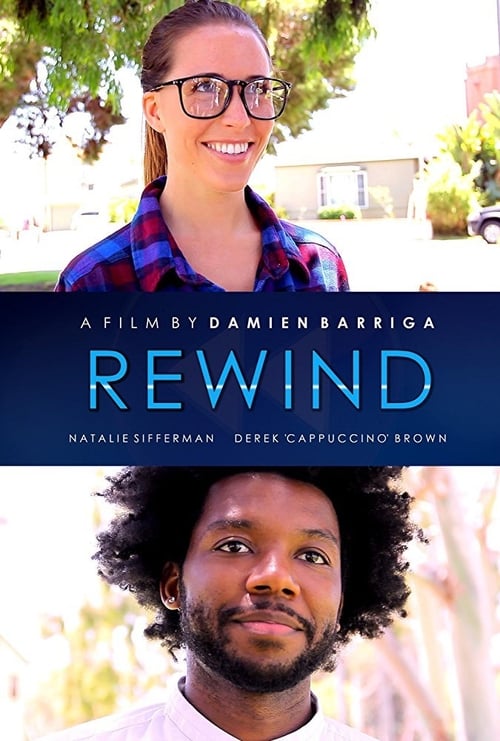 A FILM BY DAMIEN BARRIGA
REWIND
NATALIE SIFFERMAN DEREK 'CAPPUCCINO' BROWN